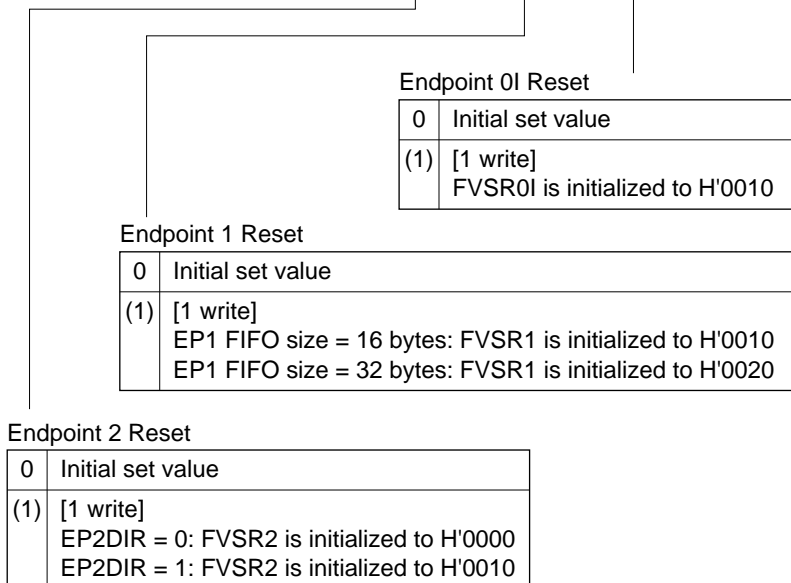 Endpoint 0I Reset
0 Initial set value
(1) [1 write]
FVSR0I is initialized to H'0010
Endpoint 1 Reset
0 Initial set value
(1) [1 write]
EP1 FIFO size = 16 bytes: FVSR1 is initialized to H'0010
EP1 FIFO size = 32 bytes: FVSR1 is initialized to H'0020
Endpoint 2 Reset
0 Initial set value
(1) [1 write]
EP2DIR = 0: FVSR2 is initialized to H'0000
EP2DIR = 1: FVSR2 is initialized to H'0010